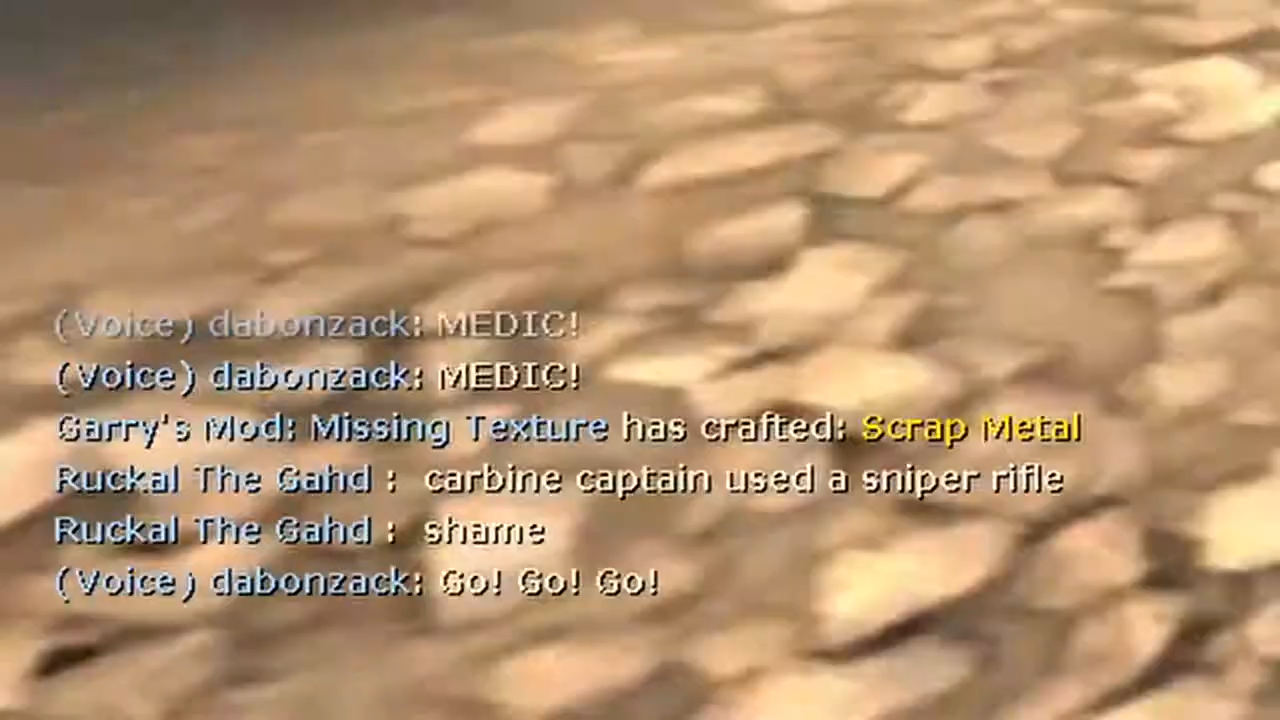 (Voice) dabonzack: MEDIC!
(Voice) dabonzack: MEDIC!
Garry's Mod: Missing Texture has crafted: Scrap Metal
Ruckal The Gahd :  carbine captain used a sniper rifle
Ruckal The Gahd :  shame
(Voice) dabonzack: Go! Go! Go!